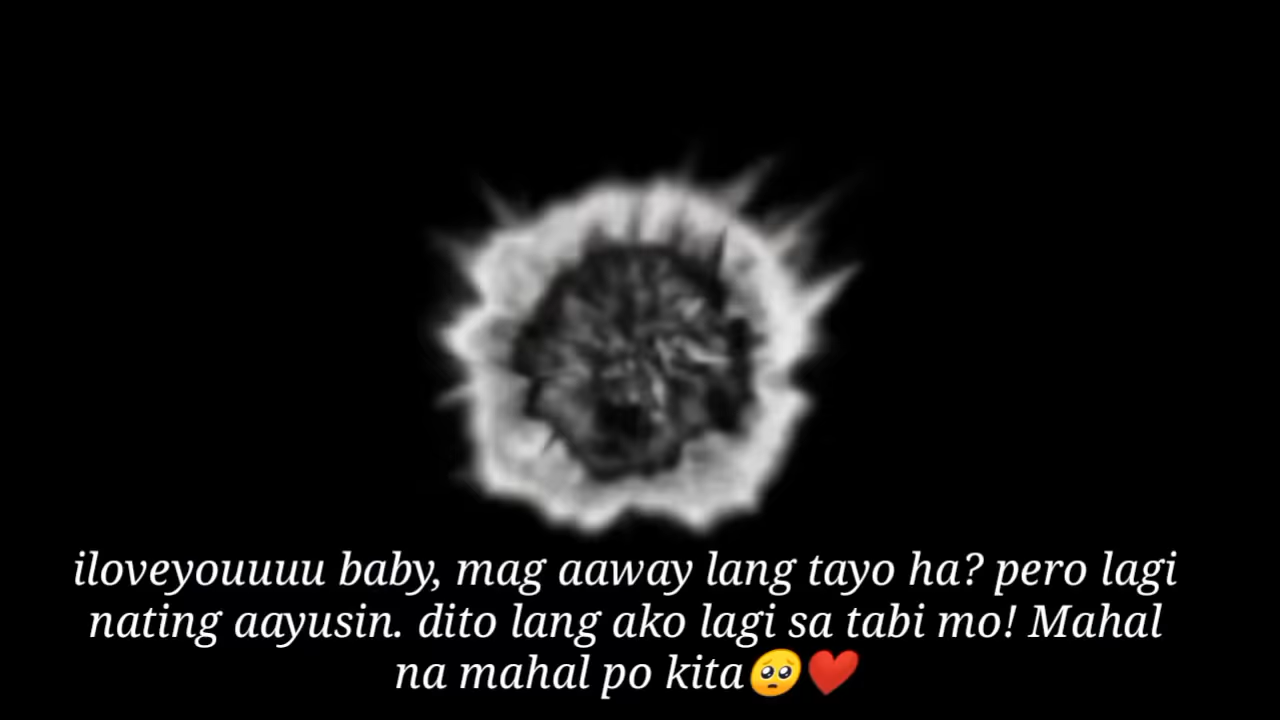 iloveyouuuu baby, mag aaway lang tayo ha? pero lagi
nating aayusin. dito lang ako lagi sa tabi mo! Mahal
na mahal po kita🥺❤️